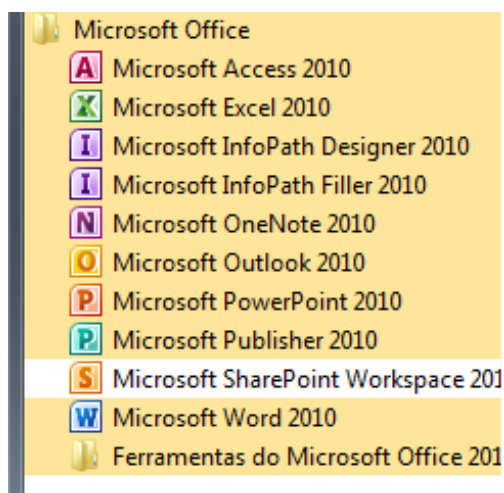 Microsoft Office
Microsoft Access 2010
Microsoft Excel 2010
Microsoft InfoPath Designer 2010
Microsoft InfoPath Filler 2010
Microsoft OneNote 2010
Microsoft Outlook 2010
Microsoft PowerPoint 2010
Microsoft Publisher 2010
Microsoft SharePoint Workspace 201
Microsoft Word 2010
Ferramentas do Microsoft Office 201